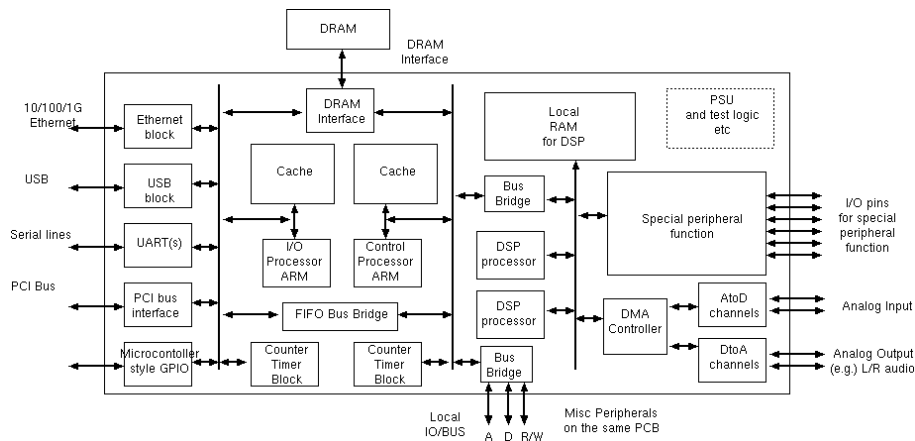 DRAM
DRAM
Interface
10/100/1G
Ethernet
Ethernet
block
DRAM
Interface
Local
RAM
for DSP
PSU
and test logic
etc
USB
USB
block
Cache
Cache
Bus
Bridge
Special peripheral
function
I/O pins
for special
peripheral
function
Serial lines
UART(s)
I/O
Processor
ARM
Control
Processor
ARM
DSP
processor
PCI Bus
PCI bus
interface
FIFO Bus Bridge
DSP
processor
DMA
Controller
AtoD
channels
Analog Input
Microcontoller
style GPIO
Counter
Timer
Block
Counter
Timer
Block
Bus
Bridge
DtoA
channels
Analog Output
(e.g.) L/R audio
Local
IO/BUS
A D R/W
Misc Peripherals
on the same PCB